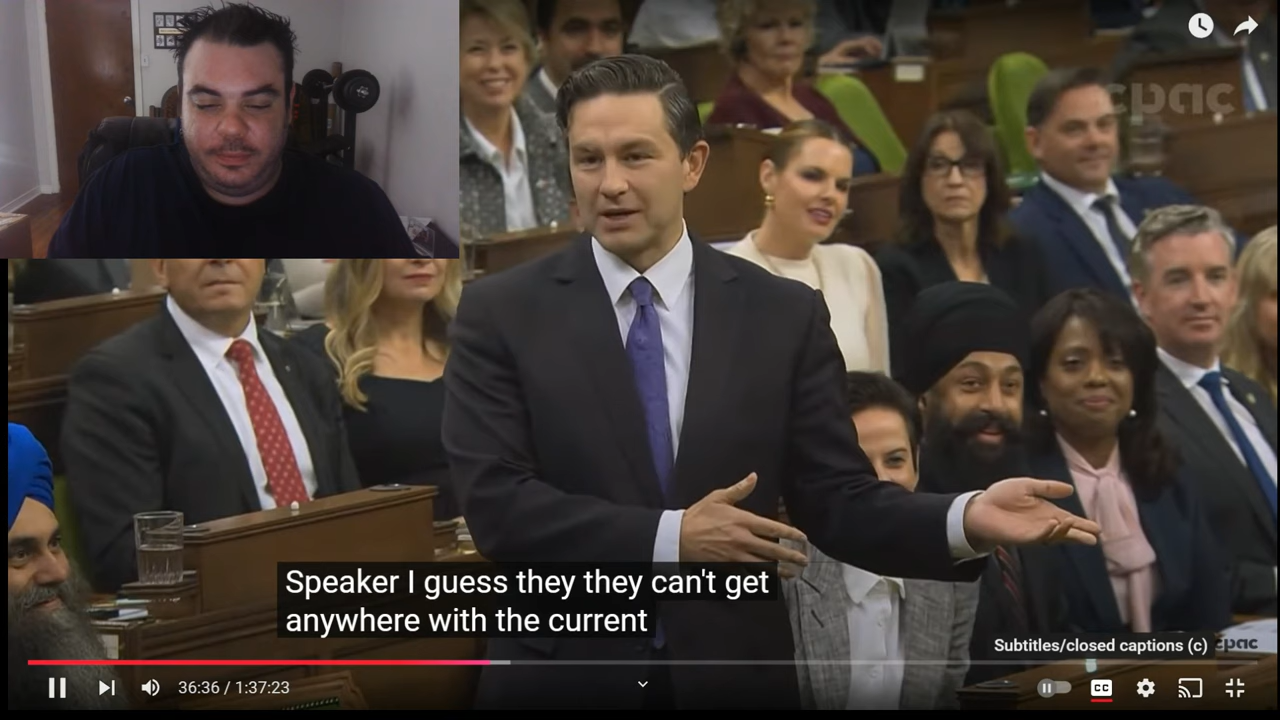 cpac
Speaker I guess they they can't get
anywhere with the current
Subtitles/closed captions (c)
cpac
36:36 / 1:37:23
CC